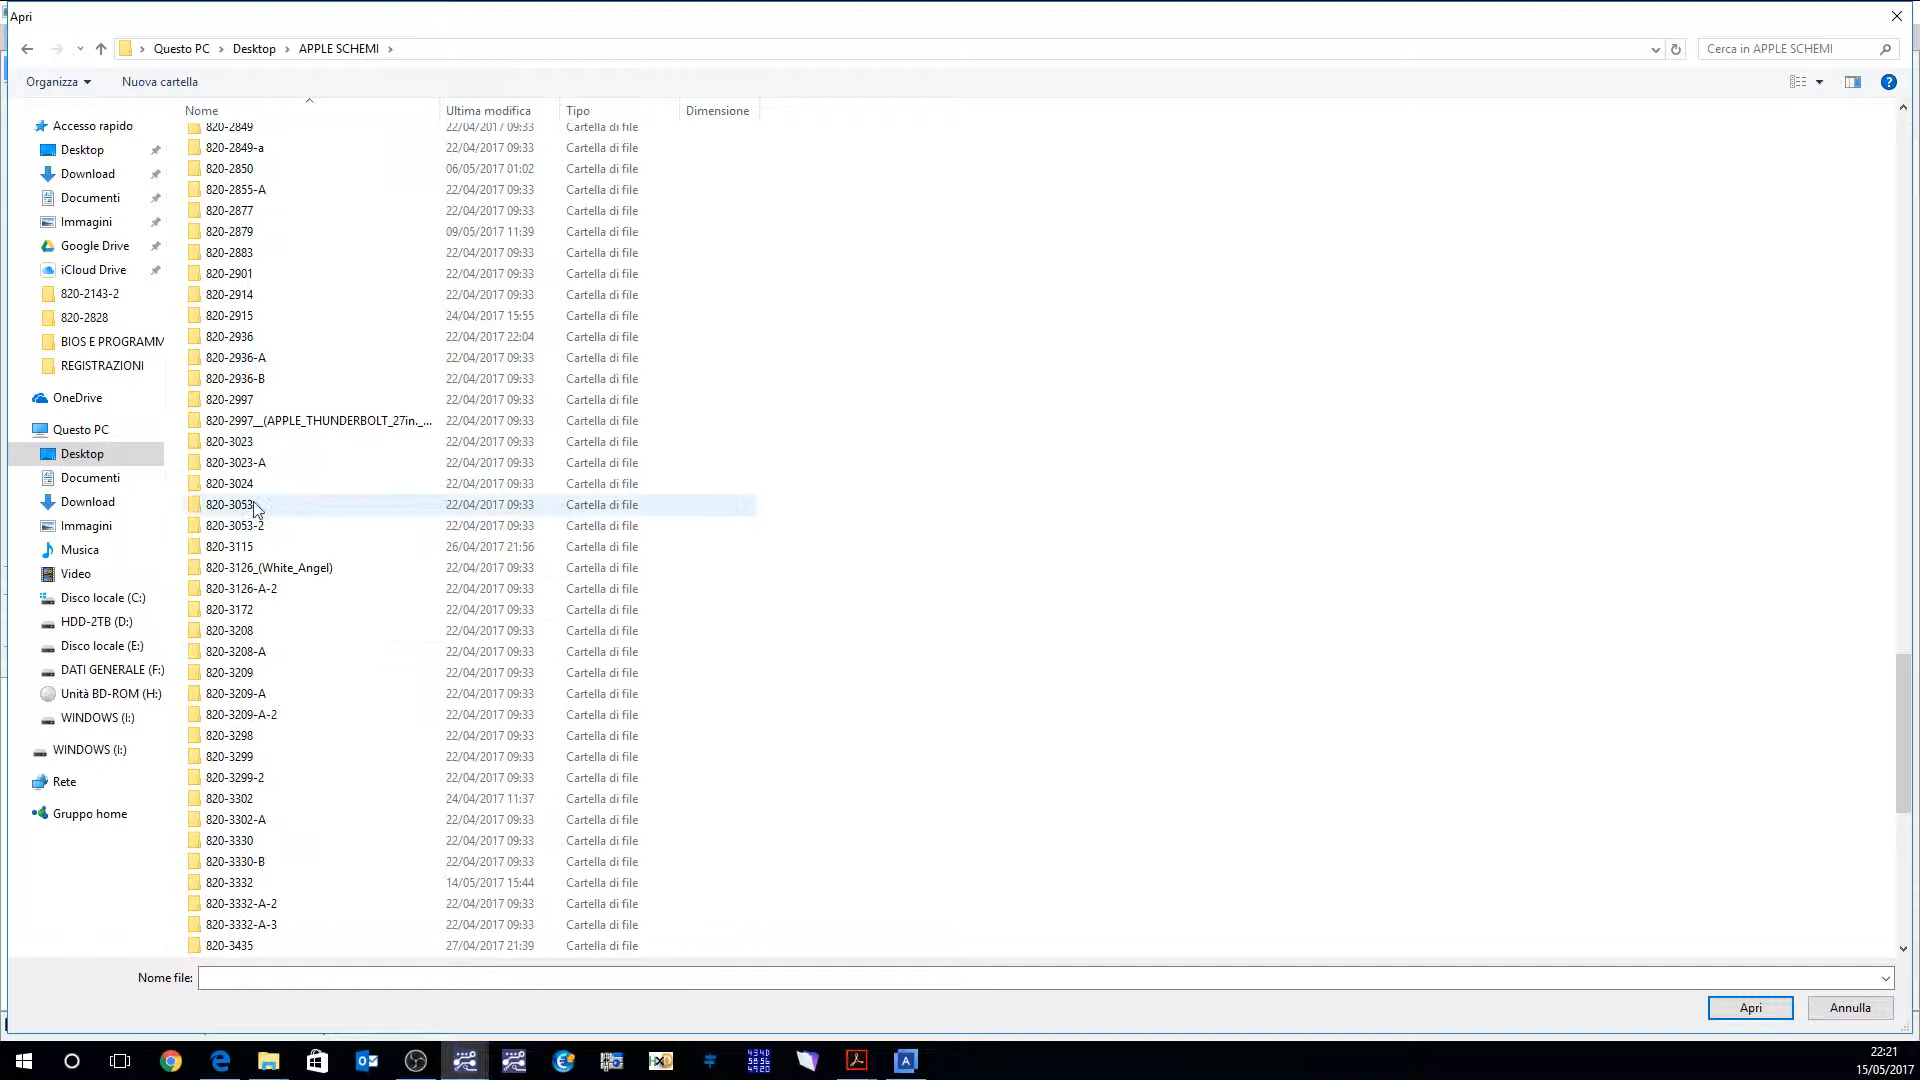 Apri
Questo PC > Desktop > APPLE SCHEMI >
Cerca in APPLE SCHEMI
Organizza
Nuova cartella
Nome Ultima modifica Tipo Dimensione
820-2849 22/04/2017 09:33 Cartella di file
820-2849-a 22/04/2017 09:33 Cartella di file
820-2850 06/05/2017 01:02 Cartella di file
820-2855-A 22/04/2017 09:33 Cartella di file
820-2877 22/04/2017 09:33 Cartella di file
820-2879 09/05/2017 11:39 Cartella di file
820-2883 22/04/2017 09:33 Cartella di file
820-2901 22/04/2017 09:33 Cartella di file
820-2914 22/04/2017 09:33 Cartella di file
820-2915 24/04/2017 15:55 Cartella di file
820-2936 22/04/2017 22:04 Cartella di file
820-2936-A 22/04/2017 09:33 Cartella di file
820-2936-B 22/04/2017 09:33 Cartella di file
820-2997 22/04/2017 09:33 Cartella di file
820-2997__(APPLE_THUNDERBOLT_27in._... 22/04/2017 09:33 Cartella di file
820-3023 22/04/2017 09:33 Cartella di file
820-3023-A 22/04/2017 09:33 Cartella di file
820-3024 22/04/2017 09:33 Cartella di file
820-3053 22/04/2017 09:33 Cartella di file
820-3053-2 22/04/2017 09:33 Cartella di file
820-3115 26/04/2017 21:56 Cartella di file
820-3126_(White_Angel) 22/04/2017 09:33 Cartella di file
820-3126-A-2 22/04/2017 09:33 Cartella di file
820-3172 22/04/2017 09:33 Cartella di file
820-3208 22/04/2017 09:33 Cartella di file
820-3208-A 22/04/2017 09:33 Cartella di file
820-3209 22/04/2017 09:33 Cartella di file
820-3209-A 22/04/2017 09:33 Cartella di file
820-3209-A-2 22/04/2017 09:33 Cartella di file
820-3298 22/04/2017 09:33 Cartella di file
820-3299 22/04/2017 09:33 Cartella di file
820-3299-2 22/04/2017 09:33 Cartella di file
820-3302 24/04/2017 11:37 Cartella di file
820-3302-A 22/04/2017 09:33 Cartella di file
820-3330 22/04/2017 09:33 Cartella di file
820-3330-B 22/04/2017 09:33 Cartella di file
820-3332 14/05/2017 15:44 Cartella di file
820-3332-A-2 22/04/2017 09:33 Cartella di file
820-3332-A-3 22/04/2017 09:33 Cartella di file
820-3435 27/04/2017 21:39 Cartella di file
Accesso rapido
Desktop
Download
Documenti
Immagini
Google Drive
iCloud Drive
820-2143-2
820-2828
BIOS E PROGRAMM
REGISTRAZIONI
OneDrive
Questo PC
Desktop
Documenti
Download
Immagini
Musica
Video
Disco locale (C:)
HDD-2TB (D:)
Disco locale (E:)
DATI GENERALE (F:)
Unità BD-ROM (H:)
WINDOWS (I:)
WINDOWS (I:)
Rete
Gruppo home
Nome file:
Apri
Annulla
22:21
15/05/2017